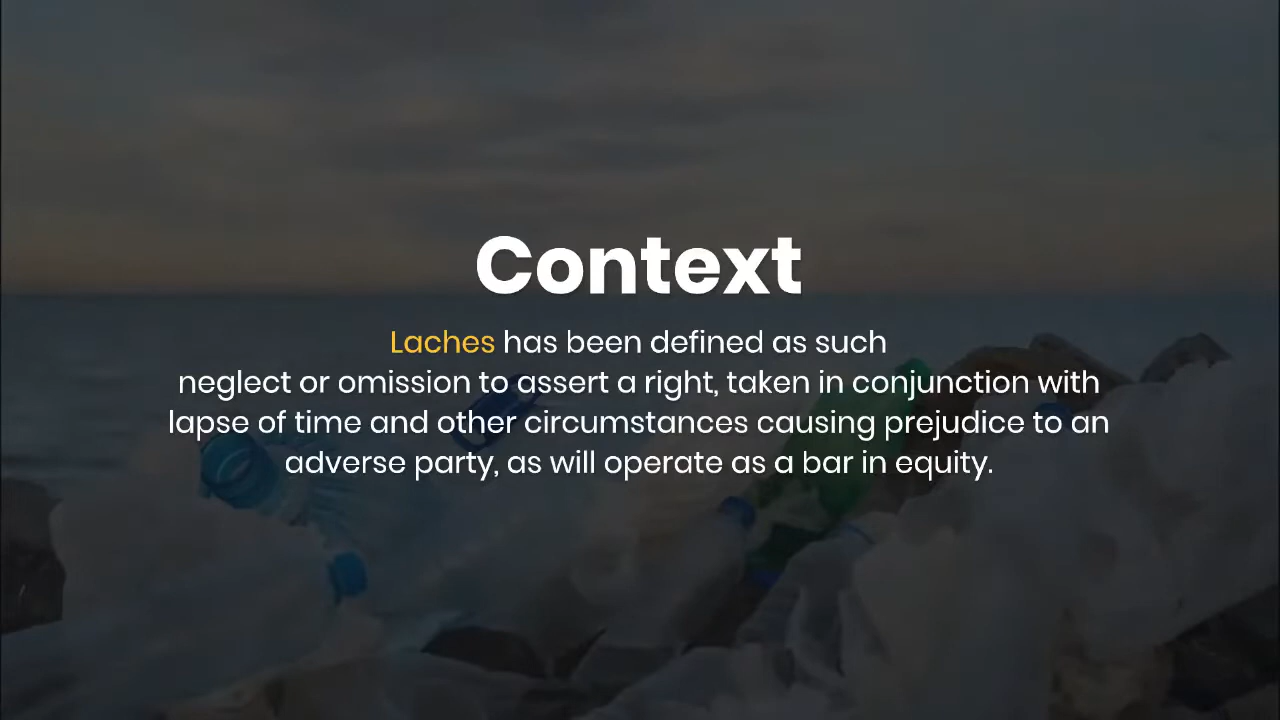 Context
Laches has been defined as such
neglect or omission to assert a right, taken in conjunction with
lapse of time and other circumstances causing prejudice to an
adverse party, as will operate as a bar in equity.